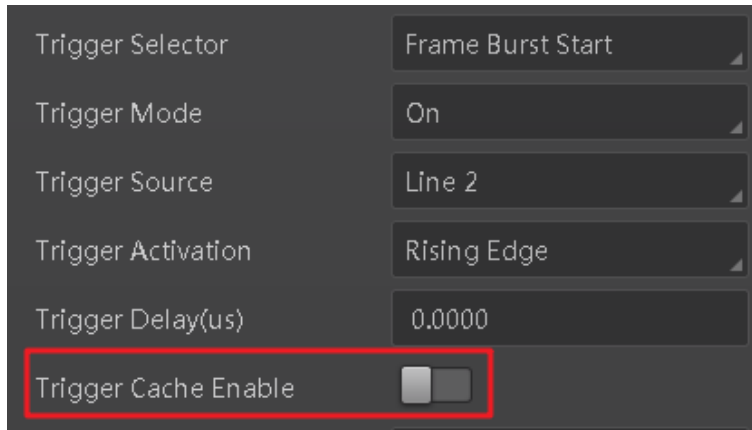 Trigger Selector Frame Burst Start
Trigger Mode On
Trigger Source Line 2
Trigger Activation Rising Edge
Trigger Delay(us) 0.0000
Trigger Cache Enable